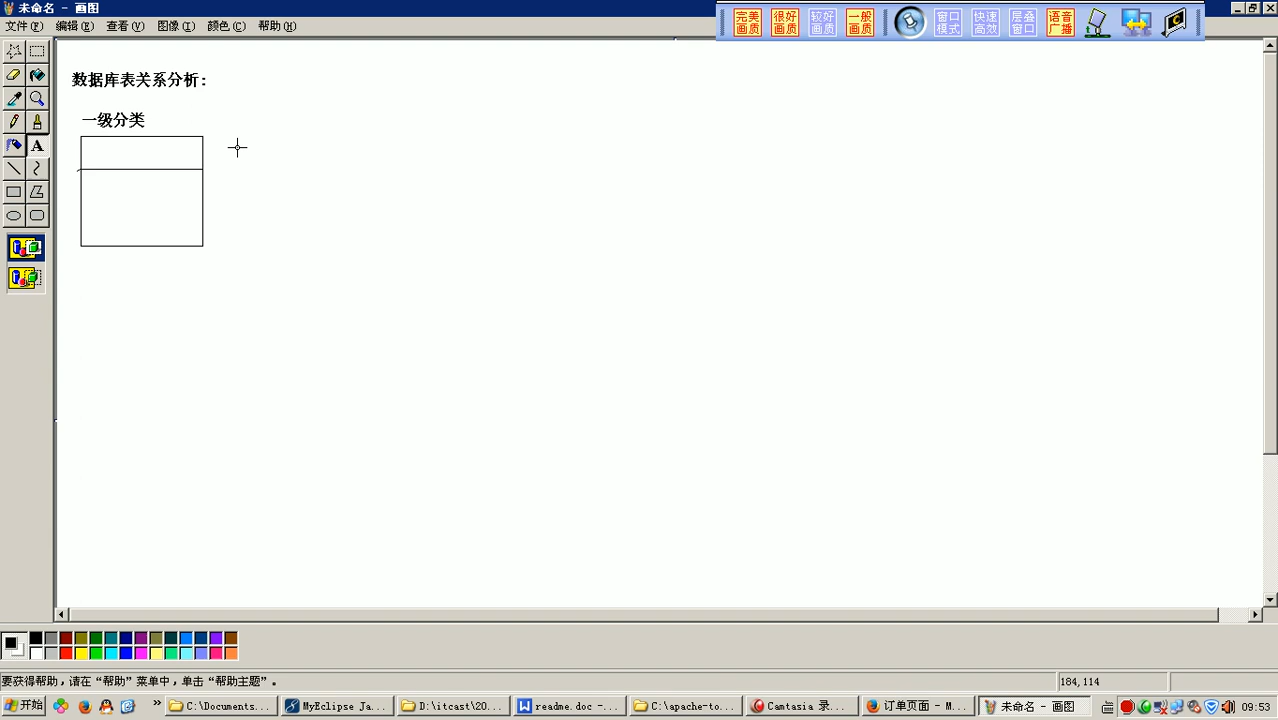 未命名 - 画图
文件(F) 编辑(E) 查看(V) 图像(I) 颜色(C) 帮助(H)
完美画质 很好画质 较好画质 一般画质 窗口模式 快速高效 层叠窗口 语音广播
数据库表关系分析：
一级分类
A
要获得帮助，请在“帮助”菜单中，单击“帮助主题”。
184,114
开始 » C:\Documents... MyEclipse Ja... D:\itcast\20... readme.doc -... C:\apache-to... Camtasia 录... 订单页面 - M... 未命名 - 画图 09:53